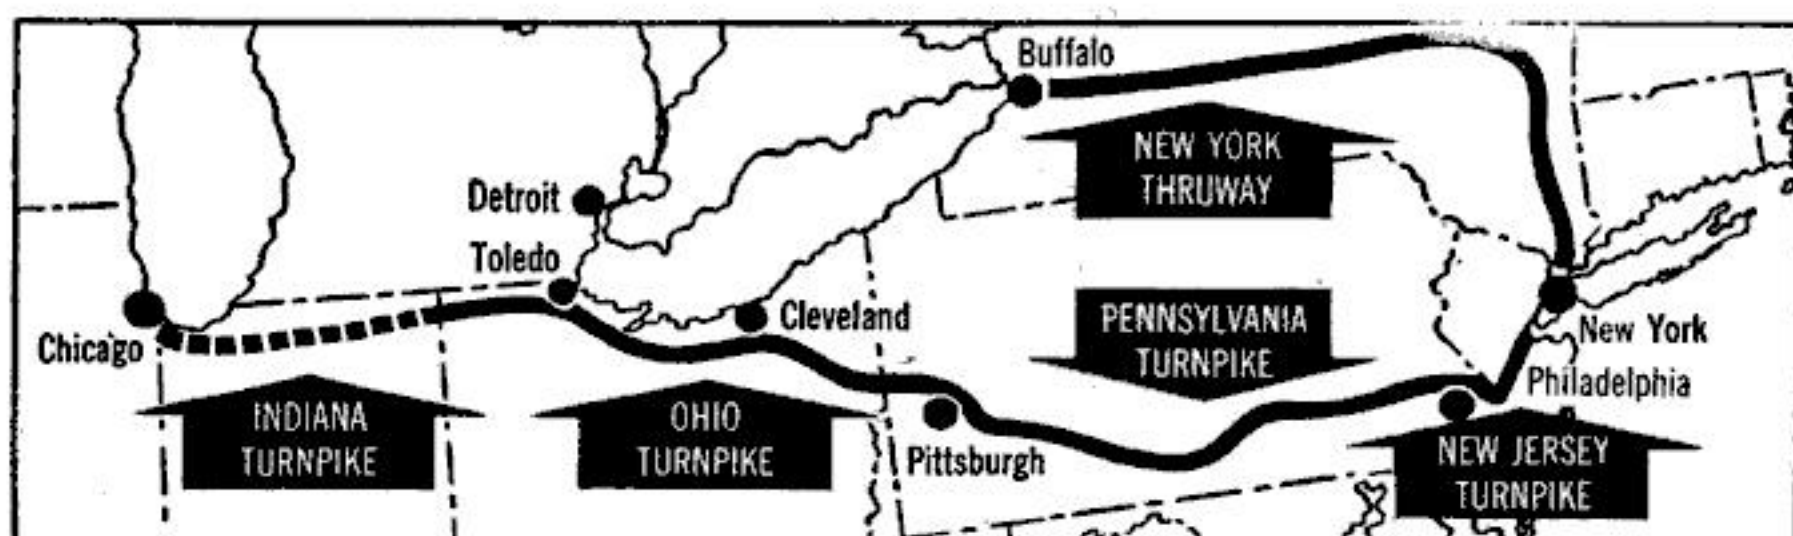 Buffalo
NEW YORK
THRUWAY
Detroit
Toledo
Cleveland
Chicago
PENNSYLVANIA
TURNPIKE
New York
Philadelphia
INDIANA
TURNPIKE
OHIO
TURNPIKE
Pittsburgh
NEW JERSEY
TURNPIKE